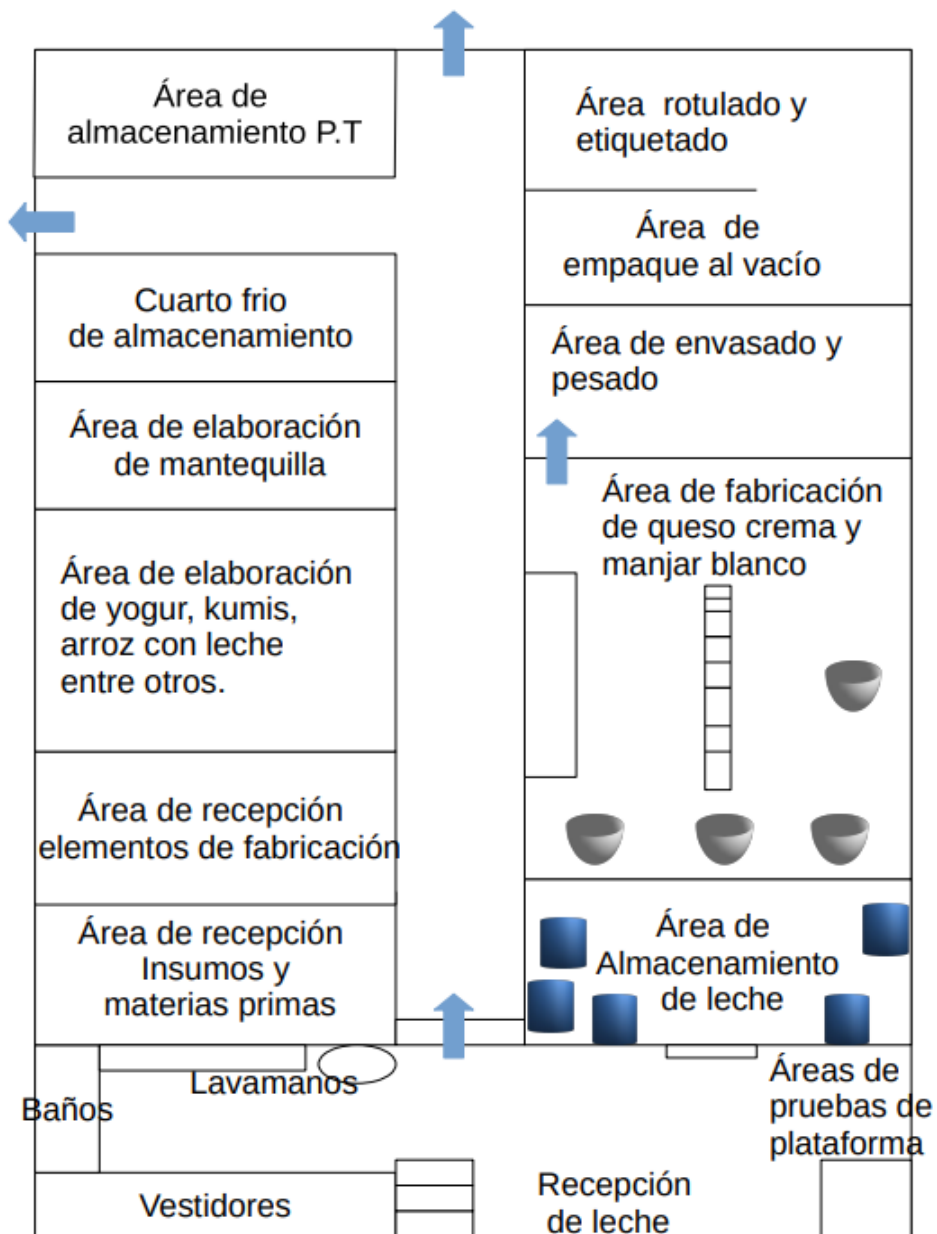 Área de
almacenamiento P.T
Área rotulado y
etiquetado
Área de
empaque al vacío
Cuarto frio
de almacenamiento
Área de envasado y
pesado
Área de elaboración
de mantequilla
Área de fabricación
de queso crema y
manjar blanco
Área de elaboración
de yogur, kumis,
arroz con leche
entre otros.
Área de recepción
elementos de fabricación
Área de recepción
Insumos y
materias primas
Área de
Almacenamiento
de leche
Lavamanos
Baños
Áreas de
pruebas de
plataforma
Vestidores
Recepción
de leche